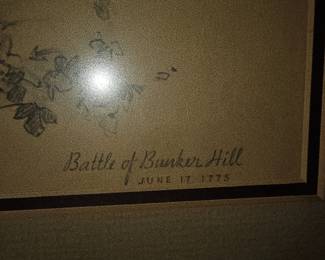 Battle of Bunker Hill
JUNE 17, 1775